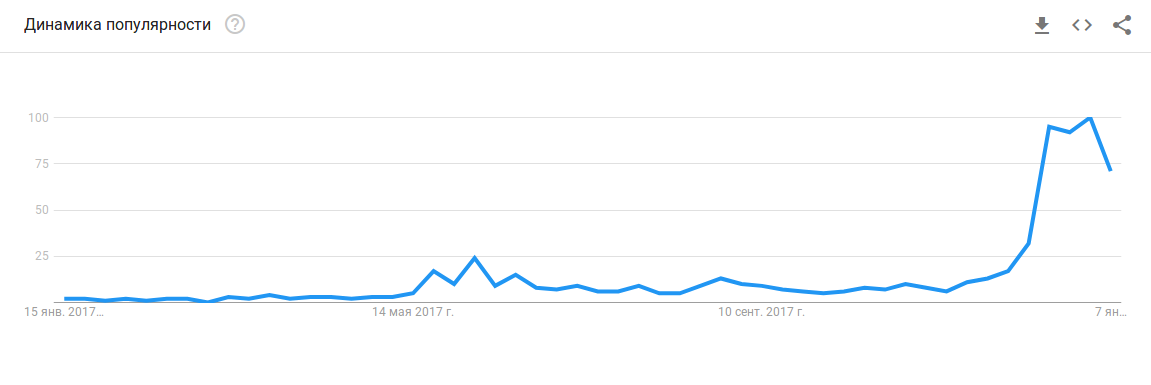 Динамика популярности ?
100
75
50
25
15 янв. 2017…
14 мая 2017 г.
10 сент. 2017 г.
7 ян…